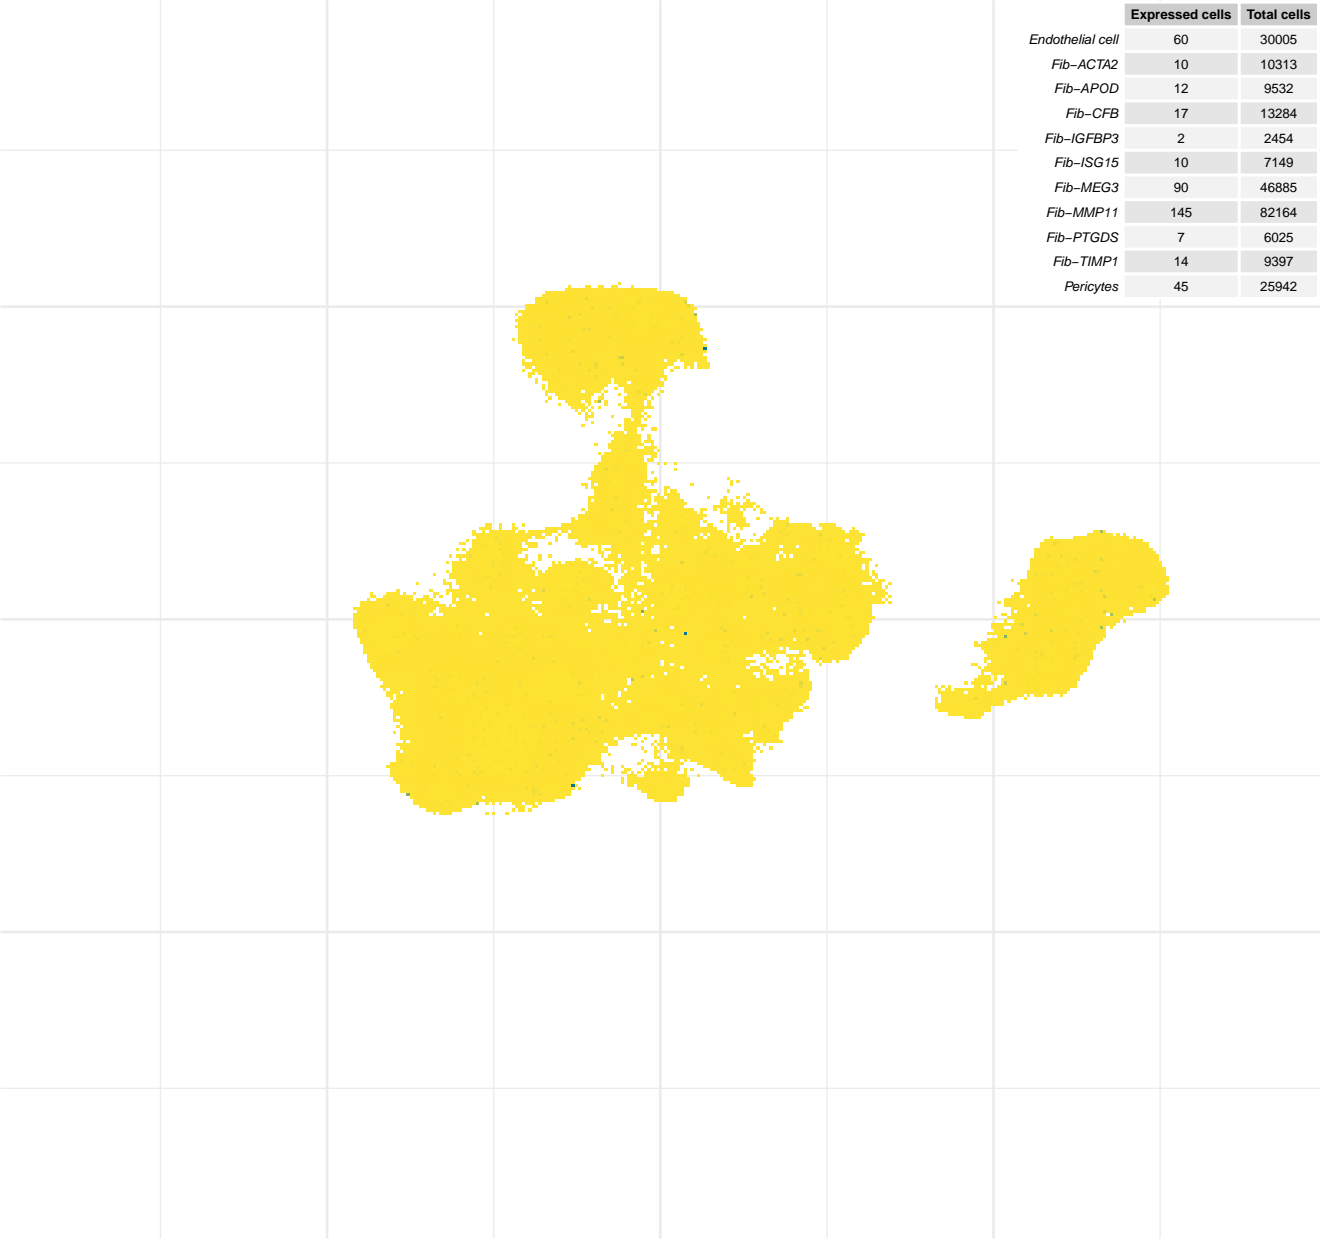 Expressed cells Total cells
Endothelial cell 60 30005
Fib−ACTA2 10 10313
Fib−APOD 12 9532
Fib−CFB 17 13284
Fib−IGFBP3 2 2454
Fib−ISG15 10 7149
Fib−MEG3 90 46885
Fib−MMP11 145 82164
Fib−PTGDS 7 6025
Fib−TIMP1 14 9397
Pericytes 45 25942